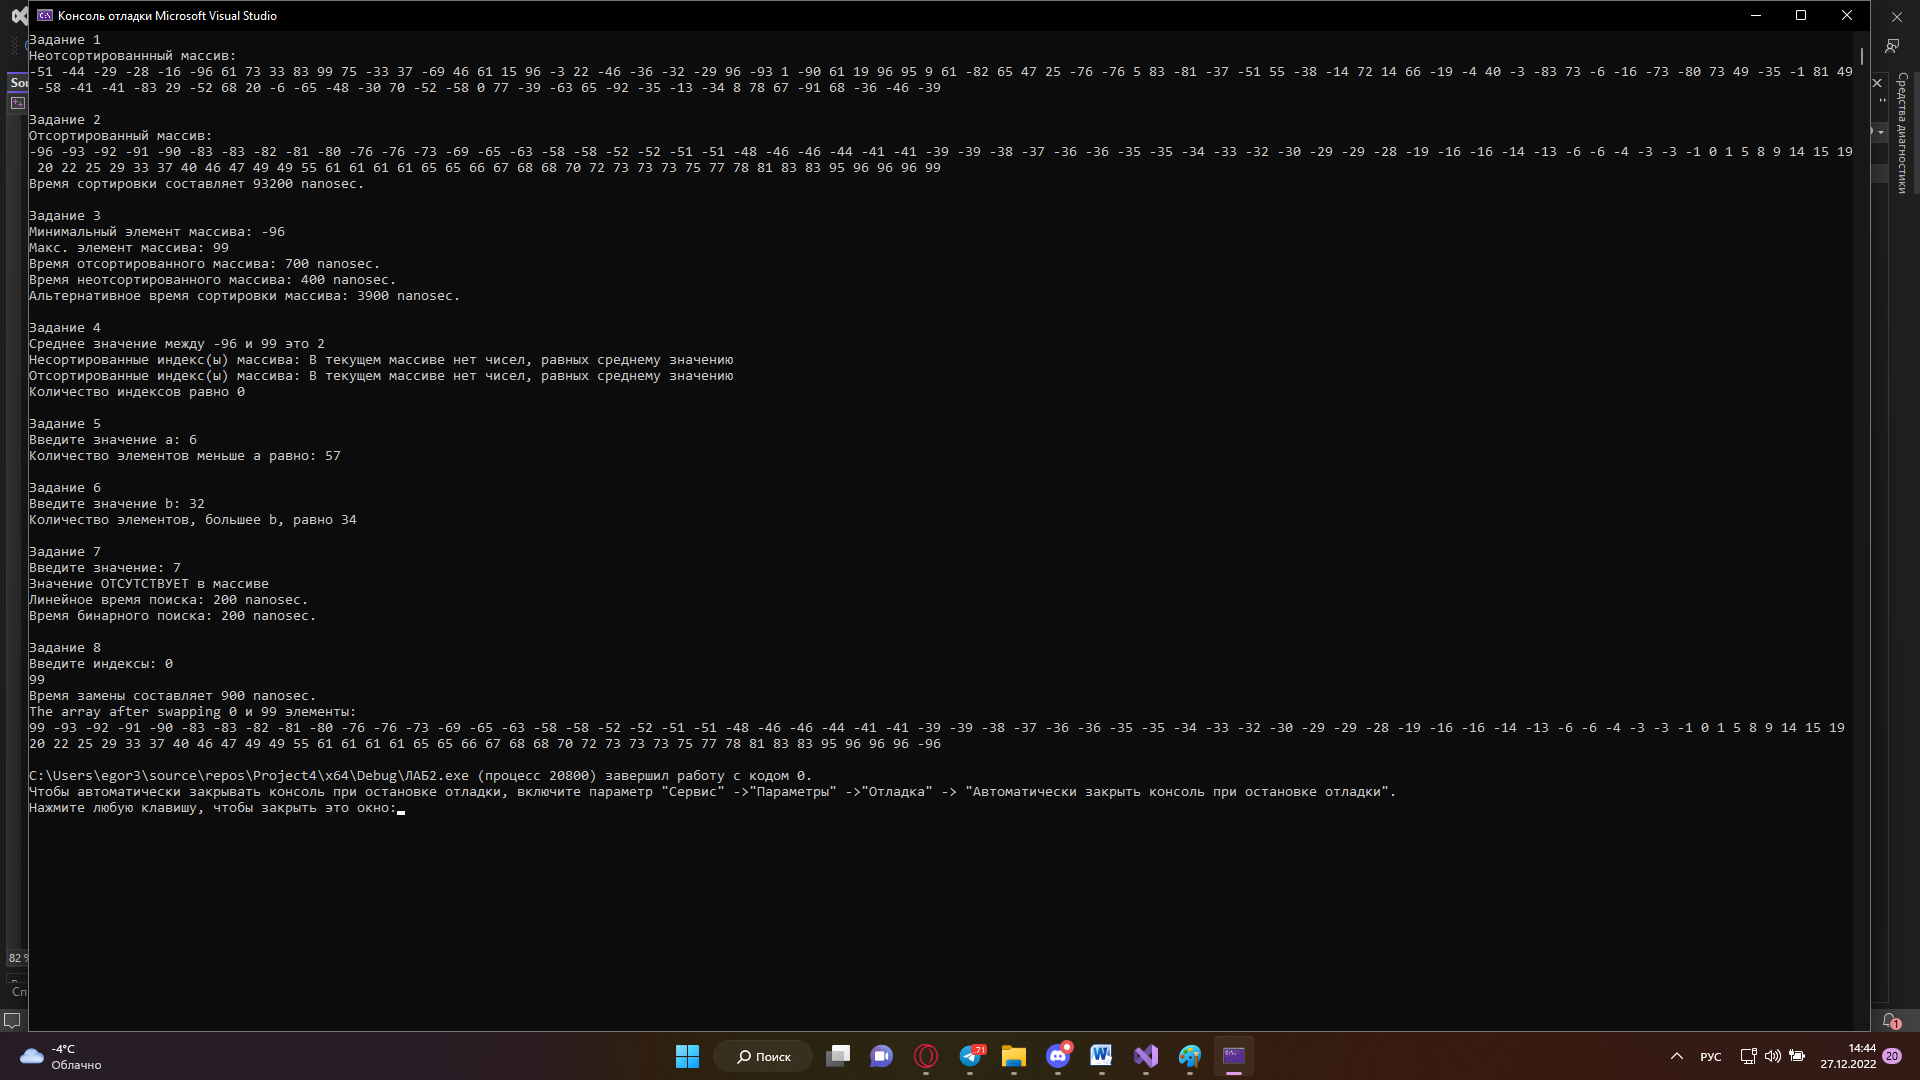 Консоль отладки Microsoft Visual Studio
Sou
Задание 1
Неотсортированнный массив:
-51 -44 -29 -28 -16 -96 61 73 33 83 99 75 -33 37 -69 46 61 15 96 -3 22 -46 -36 -32 -29 96 -93 1 -90 61 19 96 95 9 61 -82 65 47 25 -76 -76 5 83 -81 -37 -51 55 -38 -14 72 14 66 -19 -4 40 -3 -83 73 -6 -16 -73 -80 73 49 -35 -1 81 49
-58 -41 -41 -83 29 -52 68 20 -6 -65 -48 -30 70 -52 -58 0 77 -39 -63 65 -92 -35 -13 -34 8 78 67 -91 68 -36 -46 -39
Задание 2
Отсортированный массив:
-96 -93 -92 -91 -90 -83 -83 -82 -81 -80 -76 -76 -73 -69 -65 -63 -58 -58 -52 -52 -51 -51 -48 -46 -46 -44 -41 -41 -39 -39 -38 -37 -36 -36 -35 -35 -34 -33 -32 -30 -29 -29 -28 -19 -16 -16 -14 -13 -6 -6 -4 -3 -3 -1 0 1 5 8 9 14 15 19
20 22 25 29 33 37 40 46 47 49 49 55 61 61 61 61 65 65 66 67 68 68 70 72 73 73 73 75 77 78 81 83 83 95 96 96 96 99
Время сортировки составляет 93200 nanosec.
Задание 3
Минимальный элемент массива: -96
Макс. элемент массива: 99
Время отсортированного массива: 700 nanosec.
Время неотсортированного массива: 400 nanosec.
Альтернативное время сортировки массива: 3900 nanosec.
Задание 4
Среднее значение между -96 и 99 это 2
Несортированные индекс(ы) массива: В текущем массиве нет чисел, равных среднему значению
Отсортированные индекс(ы) массива: В текущем массиве нет чисел, равных среднему значению
Количество индексов равно 0
Задание 5
Введите значение a: 6
Количество элементов меньше a равно: 57
Задание 6
Введите значение b: 32
Количество элементов, большее b, равно 34
Задание 7
Введите значение: 7
Значение ОТСУТСТВУЕТ в массиве
Линейное время поиска: 200 nanosec.
Время бинарного поиска: 200 nanosec.
Задание 8
Введите индексы: 0
99
Время замены составляет 900 nanosec.
The array after swapping 0 и 99 элементы:
99 -93 -92 -91 -90 -83 -83 -82 -81 -80 -76 -76 -73 -69 -65 -63 -58 -58 -52 -52 -51 -51 -48 -46 -46 -44 -41 -41 -39 -39 -38 -37 -36 -36 -35 -35 -34 -33 -32 -30 -29 -29 -28 -19 -16 -16 -14 -13 -6 -6 -4 -3 -3 -1 0 1 5 8 9 14 15 19
20 22 25 29 33 37 40 46 47 49 49 55 61 61 61 61 65 65 66 67 68 68 70 72 73 73 73 75 77 78 81 83 83 95 96 96 96 -96
C:\Users\egor3\source\repos\Project4\x64\Debug\ЛАБ2.exe (процесс 20800) завершил работу с кодом 0.
Чтобы автоматически закрывать консоль при остановке отладки, включите параметр "Сервис" ->"Параметры" ->"Отладка" -> "Автоматически закрыть консоль при остановке отладки".
Нажмите любую клавишу, чтобы закрыть это окно:
Средства диагностики
82 %
Сп
-4°C
Облачно
Поиск
71
РУС
14:44
27.12.2022
20
1